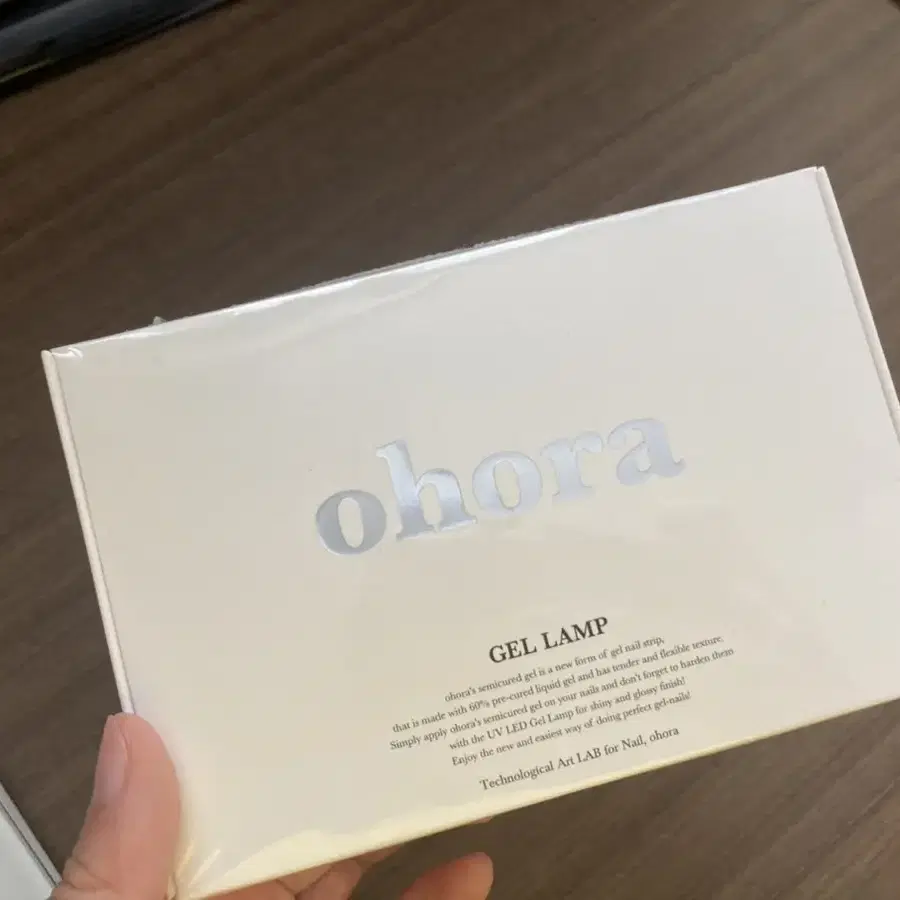 ohora
GEL LAMP
ohora's semicured gel is a new form of gel nail strip,
that is made with 60% pre-cured liquid gel and has tender and flexible texture.
Simply apply ohora's semicured gel on your nails and don't forget to harden them
with the UV LED Gel Lamp for shiny and glossy finish!
Enjoy the new and easiest way of doing perfect gel-nails!
Technological Art LAB for Nail, ohora